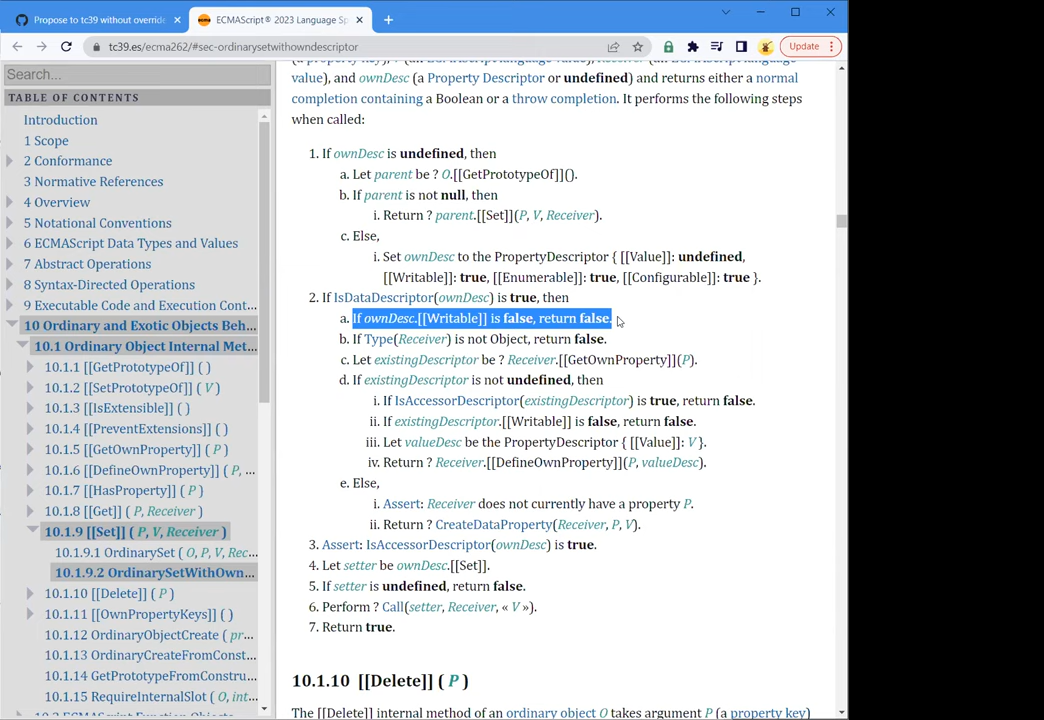 Propose to tc39 without override
ECMAScript® 2023 Language Sp
tc39.es/ecma262/#sec-ordinarysetwithowndescriptor
Update
Search...
TABLE OF CONTENTS
Introduction
1 Scope
2 Conformance
3 Normative References
4 Overview
5 Notational Conventions
6 ECMAScript Data Types and Values
7 Abstract Operations
8 Syntax-Directed Operations
9 Executable Code and Execution Cont...
10 Ordinary and Exotic Objects Beh...
10.1 Ordinary Object Internal Met...
10.1.1 [[GetPrototypeOf]] ( )
10.1.2 [[SetPrototypeOf]] ( V )
10.1.3 [[IsExtensible]] ( )
10.1.4 [[PreventExtensions]] ( )
10.1.5 [[GetOwnProperty]] ( P )
10.1.6 [[DefineOwnProperty]] ( P, ...
10.1.7 [[HasProperty]] ( P )
10.1.8 [[Get]] ( P, Receiver )
10.1.9 [[Set]] ( P, V, Receiver )
10.1.9.1 OrdinarySet ( O, P, V, Rec...
10.1.9.2 OrdinarySetWithOwn...
10.1.10 [[Delete]] ( P )
10.1.11 [[OwnPropertyKeys]] ( )
10.1.12 OrdinaryObjectCreate ( pr...
10.1.13 OrdinaryCreateFromConst...
10.1.14 GetPrototypeFromConstru...
10.1.15 RequireInternalSlot ( O, int...
value), and ownDesc (a Property Descriptor or undefined) and returns either a normal
completion containing a Boolean or a throw completion. It performs the following steps
when called:
1. If ownDesc is undefined, then
a. Let parent be ? O.[[GetPrototypeOf]]().
b. If parent is not null, then
i. Return ? parent.[[Set]](P, V, Receiver).
c. Else,
i. Set ownDesc to the PropertyDescriptor { [[Value]]: undefined,
[[Writable]]: true, [[Enumerable]]: true, [[Configurable]]: true }.
2. If IsDataDescriptor(ownDesc) is true, then
a. If ownDesc.[[Writable]] is false, return false.
b. If Type(Receiver) is not Object, return false.
c. Let existingDescriptor be ? Receiver.[[GetOwnProperty]](P).
d. If existingDescriptor is not undefined, then
i. If IsAccessorDescriptor(existingDescriptor) is true, return false.
ii. If existingDescriptor.[[Writable]] is false, return false.
iii. Let valueDesc be the PropertyDescriptor { [[Value]]: V }.
iv. Return ? Receiver.[[DefineOwnProperty]](P, valueDesc).
e. Else,
i. Assert: Receiver does not currently have a property P.
ii. Return ? CreateDataProperty(Receiver, P, V).
3. Assert: IsAccessorDescriptor(ownDesc) is true.
4. Let setter be ownDesc.[[Set]].
5. If setter is undefined, return false.
6. Perform ? Call(setter, Receiver, « V »).
7. Return true.
10.1.10 [[Delete]] ( P )
The [[Delete]] internal method of an ordinary object O takes argument P (a property key)